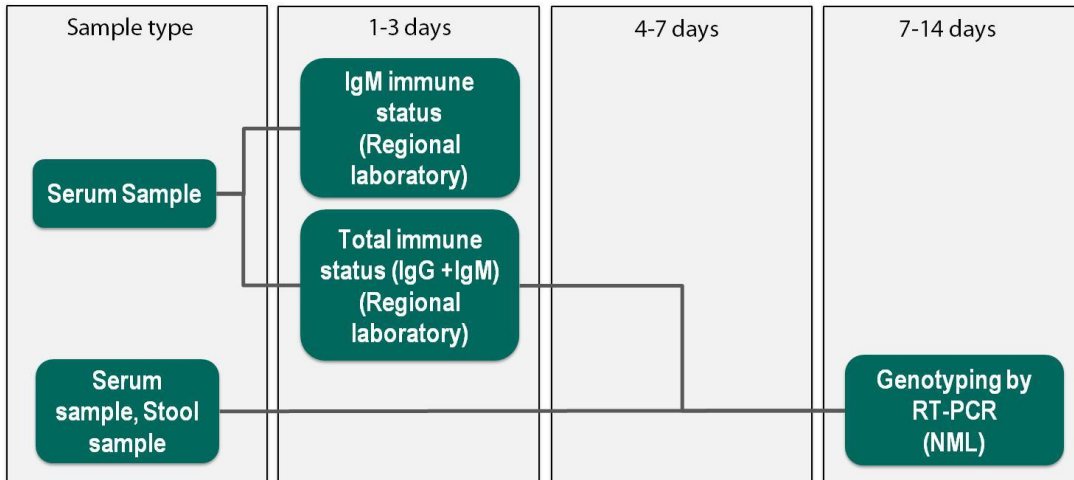 Sample type
1-3 days
4-7 days
7-14 days
IgM immune
status
(Regional
laboratory)
Serum Sample
Total immune
status (IgG +IgM)
(Regional
laboratory)
Serum
sample, Stool
sample
Genotyping by
RT-PCR
(NML)